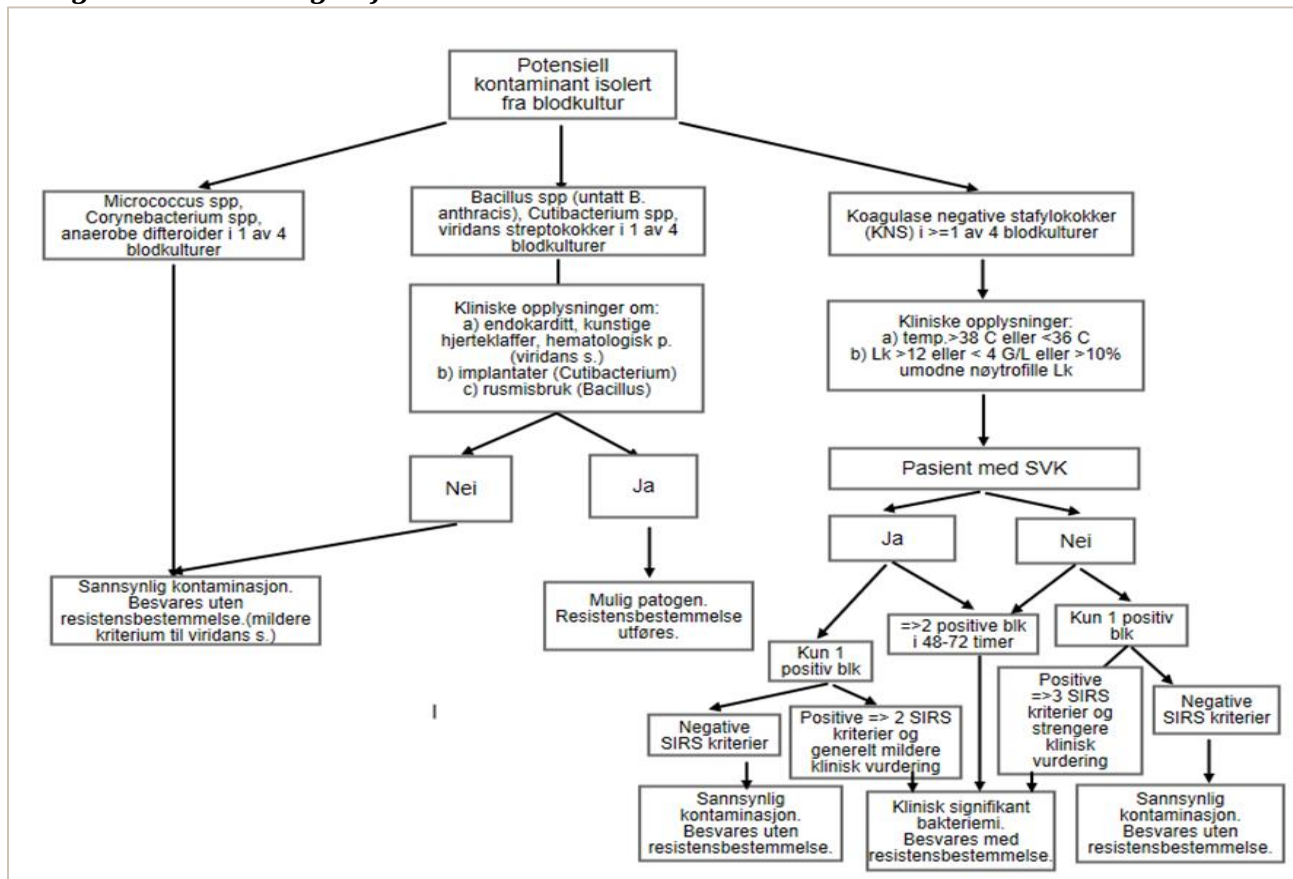 Potensiell
kontaminant isolert
fra blodkultur
Micrococcus spp,
Corynebacterium spp,
anaerobe difteroider i 1 av 4
blodkulturer
Bacillus spp (untatt B.
anthracis), Cutibacterium spp,
viridans streptokokker i 1 av 4
blodkulturer
Koagulase negative stafylokokker
(KNS) i >=1 av 4 blodkulturer
Kliniske opplysninger om:
a) endokarditt, kunstige
hjerteklaffer, hematologisk p.
(viridans s.)
b) implantater (Cutibacterium)
c) rusmisbruk (Bacillus)
Kliniske opplysninger:
a) temp.>38 C eller <36 C
b) Lk >12 eller < 4 G/L eller >10%
umodne nøytrofille Lk
Nei
Ja
Pasient med SVK
Ja
Nei
Sannsynlig kontaminasjon.
Besvares uten
resistensbestemmelse.(mildere
kriterium til viridans s.)
Mulig patogen.
Resistensbestemmelse
utføres.
Kun 1
positiv blk
=>2 positive blk
i 48-72 timer
Kun 1 positiv
blk
Negative
SIRS kriterier
Positive => 2 SIRS
kriterier og
generelt mildere
klinisk vurdering
Positive
=>3 SIRS
kriterier og
strengere
klinisk
vurdering
Negative
SIRS kriterier
Sannsynlig
kontaminasjon.
Besvares uten
resistensbestemmelse.
Klinisk signifikant
bakteriemi.
Besvares med
resistensbestemmelse.
Sannsynlig
kontaminasjon.
Besvares uten
resistensbestemmelse.